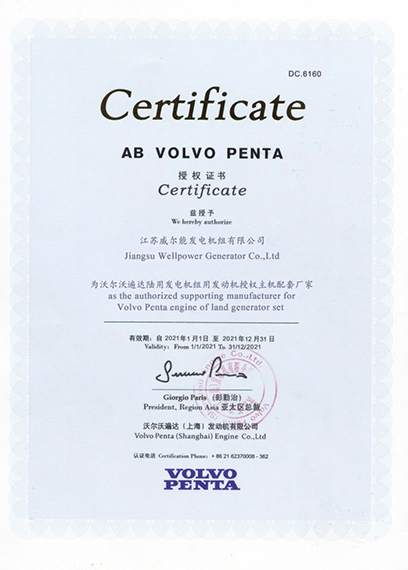 DC.6160
Certificate
AB VOLVO PENTA
授权证书
Certificate
兹授予
We hereby authorize
江苏威尔能发电机组有限公司
Jiangsu Wellpower Generator Co.,Ltd
为沃尔沃遍达陆用发电机组用发动机授权主机配套厂家
as the authorized supporting manufacturer for
Volvo Penta engine of land generator set
有效期：自2021年1月1日 至 2021年12月31日
Validity: From 1/1/2021 To 31/12/2021
Giorgio Paris (彭勤治)
President, Region Asia 亚太区总裁
沃尔沃遍达（上海）发动机有限公司
Volvo Penta (Shanghai) Engine Co.,Ltd
认证电话 Certification Phone: + 86 21 62370008 - 362
VOLVO
PENTA